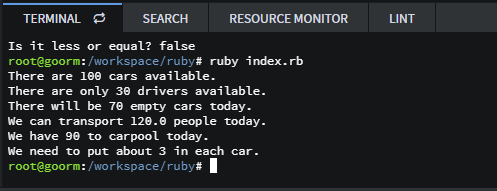 TERMINAL SEARCH RESOURCE MONITOR LINT
Is it less or equal? false
root@goorm:/workspace/ruby# ruby index.rb
There are 100 cars available.
There are only 30 drivers available.
There will be 70 empty cars today.
We can transport 120.0 people today.
We have 90 to carpool today.
We need to put about 3 in each car.
root@goorm:/workspace/ruby#